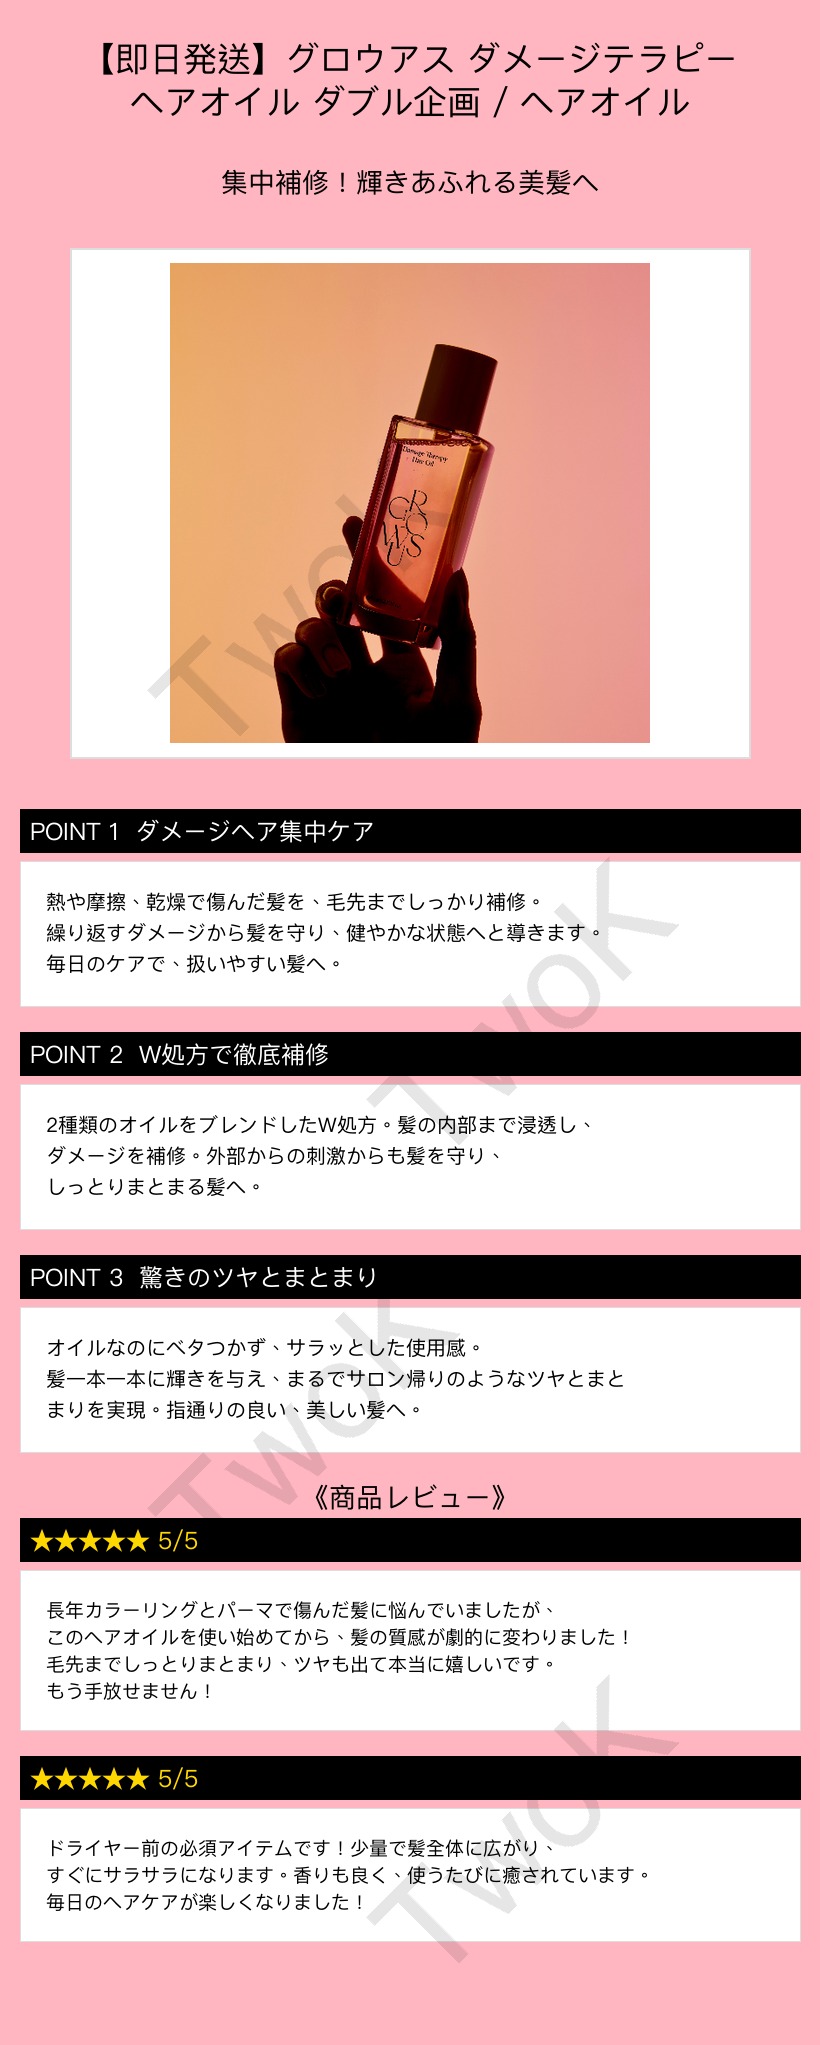 【即日発送】グロウアス ダメージテラピー
ヘアオイル ダブル企画 / ヘアオイル
集中補修！輝きあふれる美髪へ
Damage Therapy
Hair Oil
GR
O
WS
U
TwoK
POINT 1 ダメージヘア集中ケア
熱や摩擦、乾燥で傷んだ髪を、毛先までしっかり補修。
繰り返すダメージから髪を守り、健やかな状態へと導きます。
毎日のケアで、扱いやすい髪へ。
TwoK
POINT 2 W処方で徹底補修
2種類のオイルをブレンドしたW処方。髪の内部まで浸透し、
ダメージを補修。外部からの刺激からも髪を守り、
しっとりまとまる髪へ。
POINT 3 驚きのツヤとまとまり
オイルなのにベタつかず、サラッとした使用感。
髪一本一本に輝きを与え、まるでサロン帰りのようなツヤとまと
まりを実現。指通りの良い、美しい髪へ。
TwoK
《商品レビュー》
★★★★★ 5/5
長年カラーリングとパーマで傷んだ髪に悩んでいましたが、
このヘアオイルを使い始めてから、髪の質感が劇的に変わりました！
毛先までしっとりまとまり、ツヤも出て本当に嬉しいです。
もう手放せません！
★★★★★ 5/5
ドライヤー前の必須アイテムです！少量で髪全体に広がり、
すぐにサラサラになります。香りも良く、使うたびに癒されています。
毎日のヘアケアが楽しくなりました！
TwoK